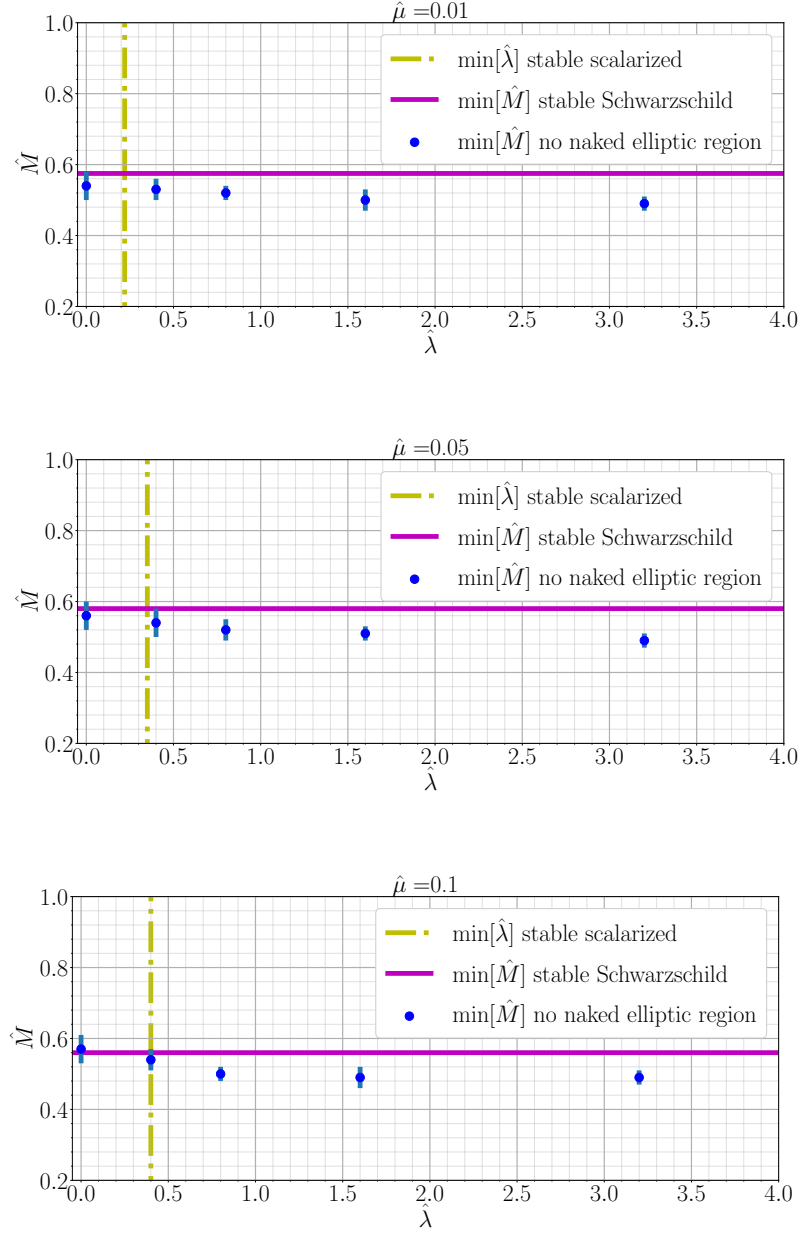 μ̂ =0.01
1.0
0.8
0.6
0.4
0.2
M̂
min[λ̂] stable scalarized
min[M̂] stable Schwarzschild
min[M̂] no naked elliptic region
0.0 0.5 1.0 1.5 2.0 2.5 3.0 3.5 4.0
λ̂
μ̂ =0.05
1.0
0.8
0.6
0.4
0.2
M̂
min[λ̂] stable scalarized
min[M̂] stable Schwarzschild
min[M̂] no naked elliptic region
0.0 0.5 1.0 1.5 2.0 2.5 3.0 3.5 4.0
λ̂
μ̂ =0.1
1.0
0.8
0.6
0.4
0.2
M̂
min[λ̂] stable scalarized
min[M̂] stable Schwarzschild
min[M̂] no naked elliptic region
0.0 0.5 1.0 1.5 2.0 2.5 3.0 3.5 4.0
λ̂